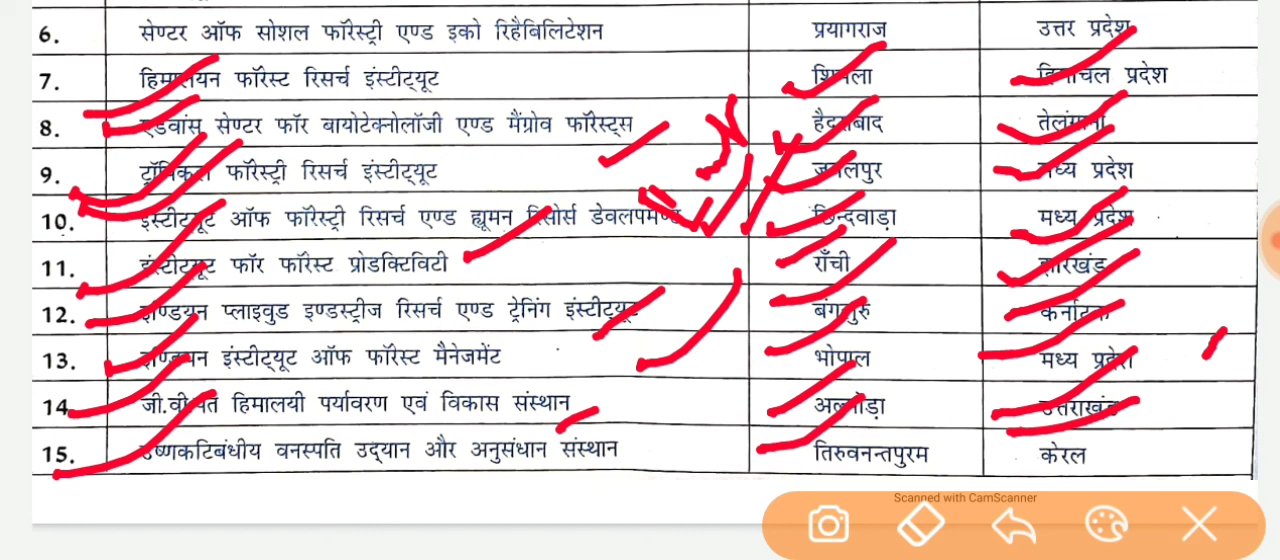 6. सेण्टर ऑफ सोशल फॉरेस्ट्री एण्ड इको रिहैबिलिटेशन प्रयागराज उत्तर प्रदेश
7. हिमालयन फॉरेस्ट रिसर्च इंस्टीट्यूट शिमला हिमाचल प्रदेश
8. एडवांस सेण्टर फॉर बायोटेक्नोलॉजी एण्ड मैंग्रोव फॉरेस्ट्स हैदराबाद तेलंगाना
9. ट्रॉपिकल फॉरेस्ट्री रिसर्च इंस्टीट्यूट जबलपुर मध्य प्रदेश
10. इंस्टीट्यूट ऑफ फॉरेस्ट्री रिसर्च एण्ड ह्यूमन रिसोर्स डेवलपमेण्ट छिन्दवाड़ा मध्य प्रदेश
11. इंस्टीट्यूट फॉर फॉरेस्ट प्रोडक्टिविटी राँची झारखंड
12. इण्डियन प्लाइवुड इण्डस्ट्रीज रिसर्च एण्ड ट्रेनिंग इंस्टीट्यूट बंगलुरु कर्नाटक
13. इण्डियन इंस्टीट्यूट ऑफ फॉरेस्ट मैनेजमेंट भोपाल मध्य प्रदेश
14. जी.वी.पंत हिमालयी पर्यावरण एवं विकास संस्थान अल्मोड़ा उत्तराखंड
15. उष्णकटिबंधीय वनस्पति उद्यान और अनुसंधान संस्थान तिरुवनन्तपुरम केरल
Scanned with CamScanner